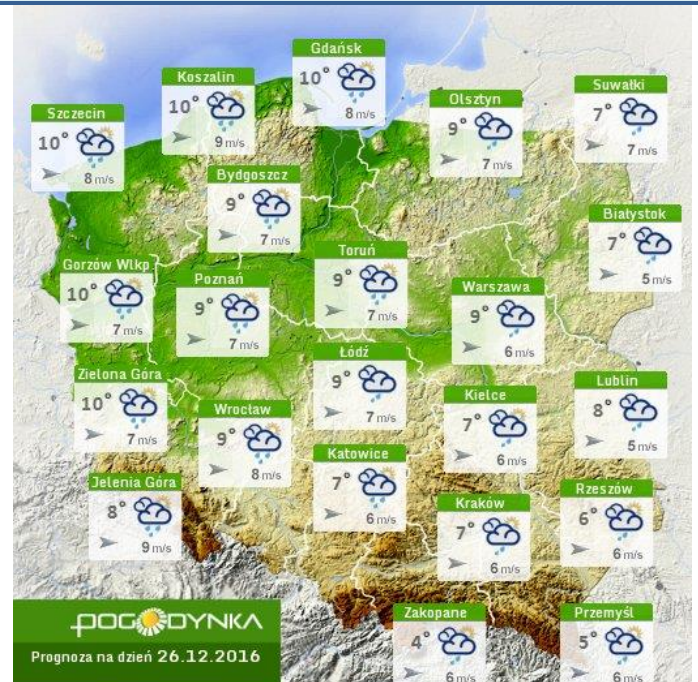 Gdańsk
10°
8 m/s
Koszalin
10°
9 m/s
Szczecin
10°
8 m/s
Olsztyn
9°
7 m/s
Suwałki
7°
7 m/s
Bydgoszcz
9°
7 m/s
Białystok
7°
5 m/s
Gorzów Wlkp
10°
7 m/s
Poznań
9°
7 m/s
Toruń
9°
7 m/s
Warszawa
9°
6 m/s
Zielona Góra
10°
7 m/s
Wrocław
9°
8 m/s
Łódź
9°
7 m/s
Kielce
7°
6 m/s
Lublin
8°
5 m/s
Jelenia Góra
8°
9 m/s
Katowice
7°
6 m/s
Kraków
7°
6 m/s
Rzeszów
6°
6 m/s
Zakopane
4°
6 m/s
Przemyśl
5°
6 m/s
POGODYNKA
Prognoza na dzień 26.12.2016